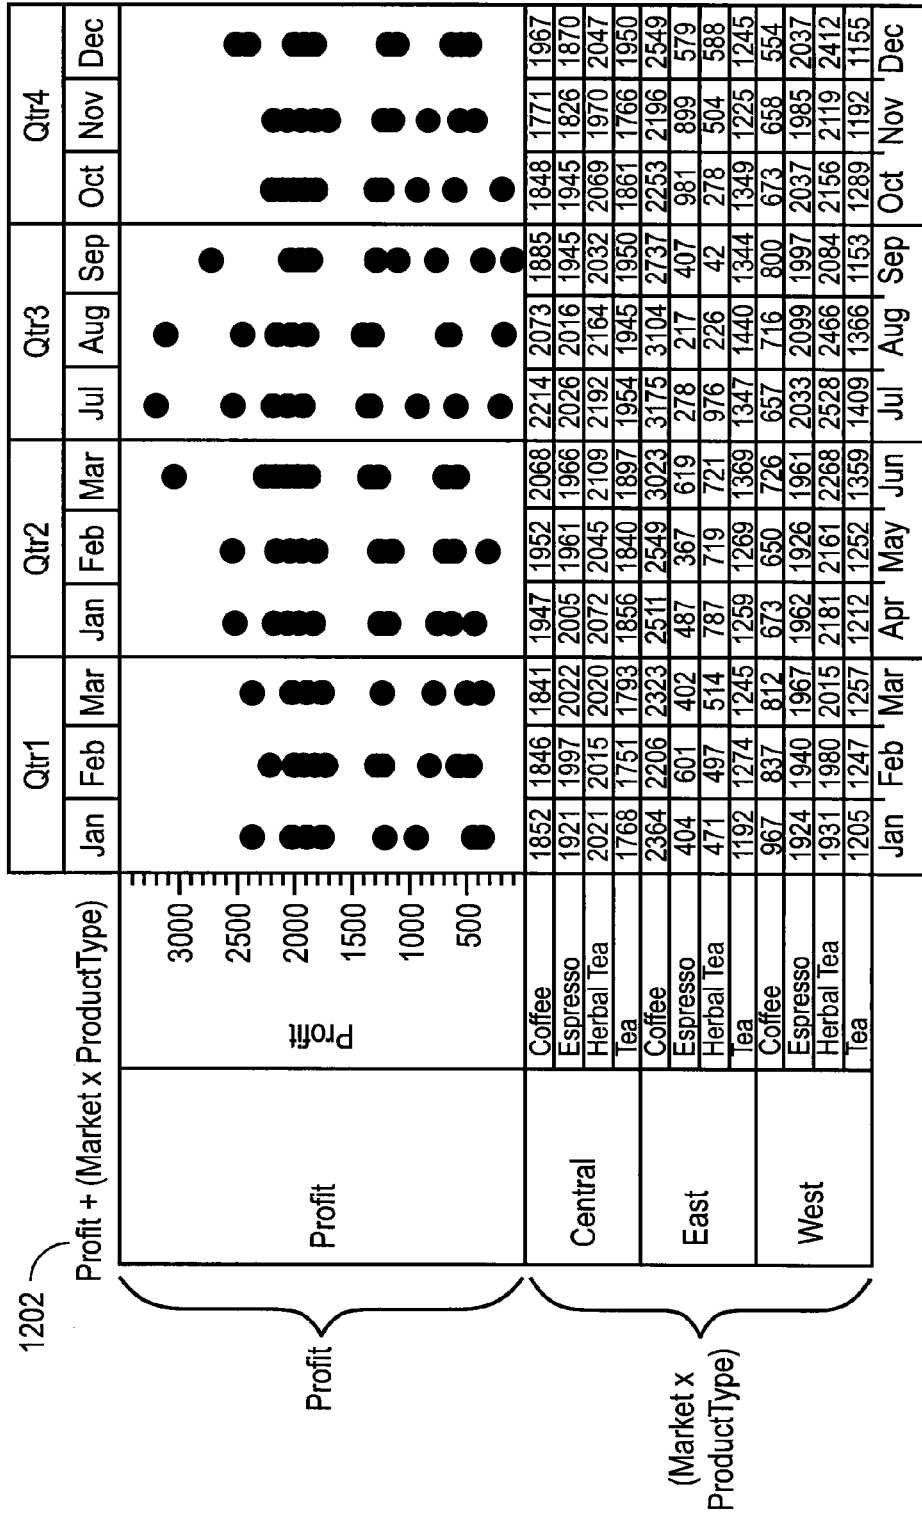 1202
Profit + (Market x ProductType)
Qtr1 Qtr2 Qtr3 Qtr4
Jan Feb Mar Jan Feb Mar Jul Aug Sep Oct Nov Dec
Profit
Profit
Profit
3000
2500
2000
1500
1000
500
(Market x
ProductType)
Central
Coffee 1852 1846 1841 1947 1952 2068 2214 2073 1885 1848 1771 1967
Espresso 1921 1997 2022 2005 1961 1966 2026 2016 1945 1945 1826 1870
Herbal Tea 2021 2015 2020 2072 2045 2109 2192 2164 2032 2069 1970 2047
Tea 1768 1751 1793 1856 1840 1897 1954 1945 1950 1861 1766 1950
East
Coffee 2364 2206 2323 2511 2549 3023 3175 3104 2737 2253 2196 2549
Espresso 404 601 402 487 367 619 278 217 407 981 899 579
Herbal Tea 471 497 514 787 719 721 976 226 42 278 504 588
Tea 1192 1274 1245 1259 1269 1369 1347 1440 1344 1349 1225 1245
West
Coffee 967 837 812 673 650 726 657 716 800 673 658 554
Espresso 1924 1940 1967 1962 1926 1961 2033 2099 1997 2037 1985 2037
Herbal Tea 1931 1980 2015 2181 2161 2268 2528 2466 2084 2156 2119 2412
Tea 1205 1247 1257 1212 1252 1359 1409 1366 1153 1289 1192 1155
Jan Feb Mar Apr May Jun Jul Aug Sep Oct Nov Dec